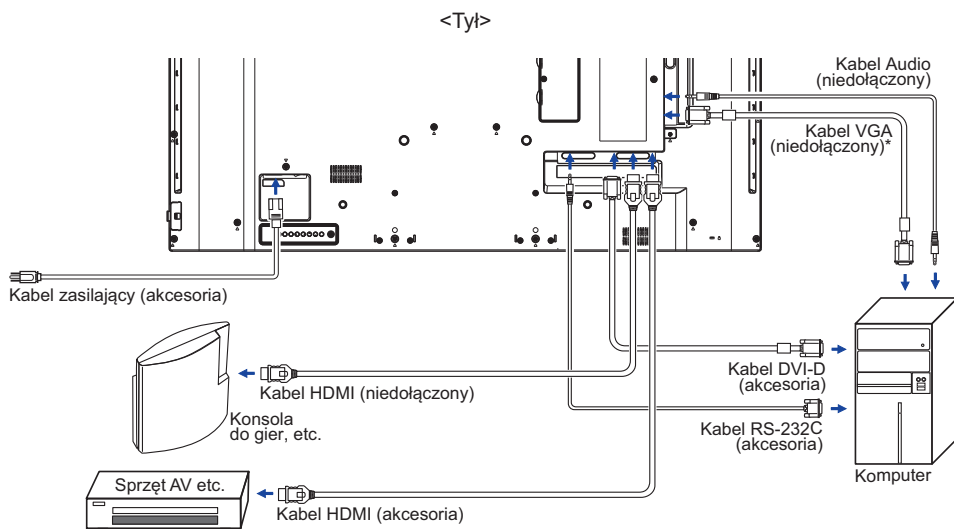 <Tył>
Kabel Audio
(niedołączony)
Kabel VGA
(niedołączony)*
Kabel zasilający (akcesoria)
Kabel HDMI (niedołączony)
Konsola
do gier, etc.
Kabel DVI-D
(akcesoria)
Kabel RS-232C
(akcesoria)
Komputer
Sprzęt AV etc.
Kabel HDMI (akcesoria)